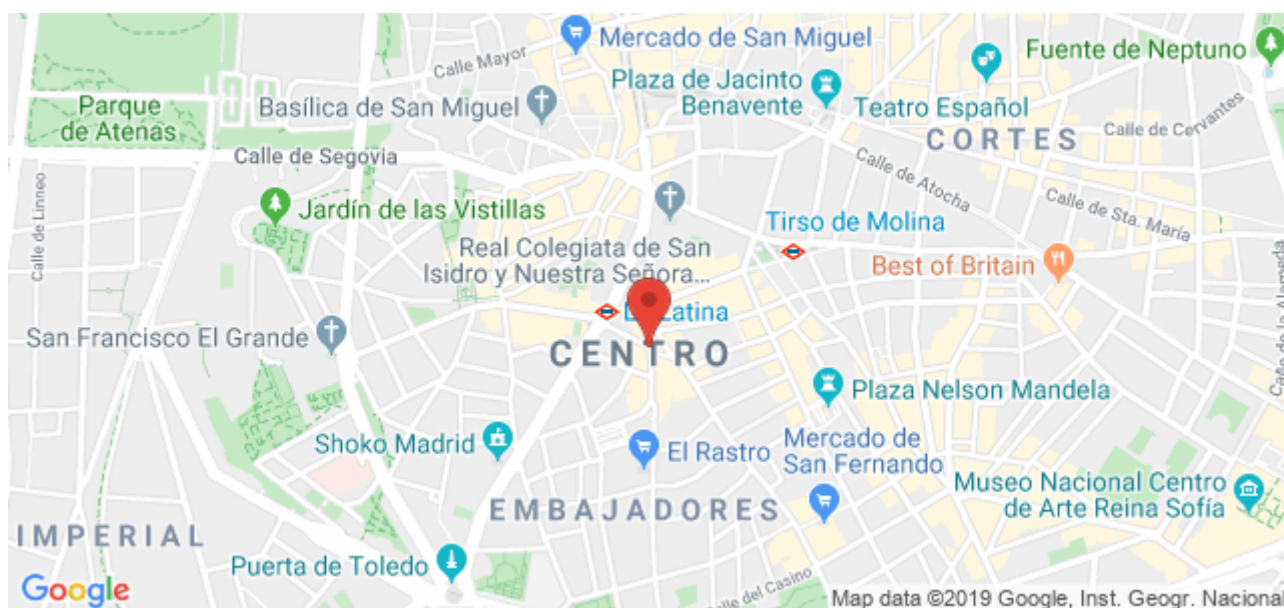 Mercado de San Miguel
Fuente de Neptuno
Calle Mayor
Plaza de Jacinto
Benavente
Teatro Español
Parque
de Atenas
Basílica de San Miguel
CORTES
Calle de Cervantes
Calle de Segovia
Calle de Atocha
Calle de Sta. María
Calle de Linneo
Jardín de las Vistillas
Tirso de Molina
Real Colegiata de San
Isidro y Nuestra Señora...
Best of Britain
Latina
San Francisco El Grande
CENTRO
Plaza Nelson Mandela
Shoko Madrid
El Rastro
Mercado de
San Fernando
EMBAJADORES
Museo Nacional Centro
de Arte Reina Sofía
IMPERIAL
Puerta de Toledo
Calle del Casino
Google
Map data ©2019 Google, Inst. Geogr. Naciona